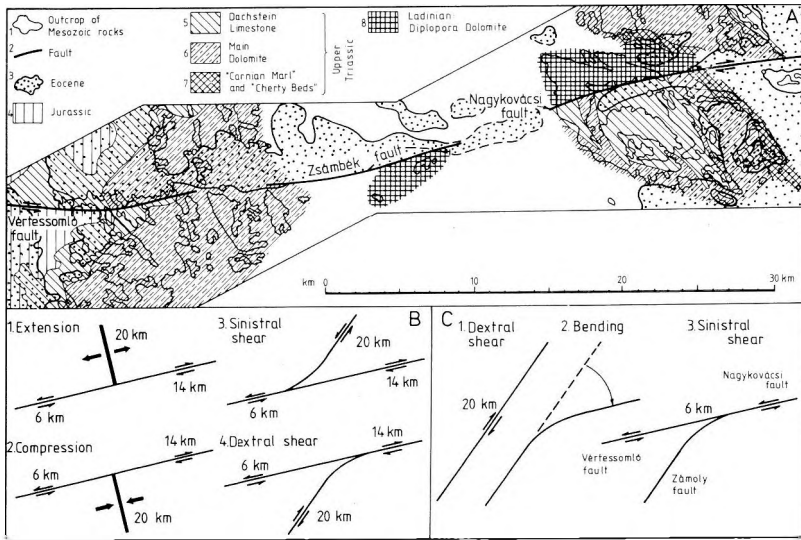 1 Outcrop of
Mesozoic rocks
2 Fault
3 Eocene
4 Jurassic
5 Dachstein
Limestone
6 Main
Dolomite
7 "Carnian Marl"
and "Cherty Beds"
Upper
Triassic
8 Ladinian
Diplopora Dolomite
A
Nagykovácsi
fault
Zsámbék fault
Vértessomló
fault
km 0 10 20 30 km
B
1. Extension
20 km
6 km
14 km
2. Compression
14 km
6 km
20 km
3. Sinistral
shear
20 km
6 km
14 km
4. Dextral shear
14 km
6 km
20 km
C
1. Dextral
shear
20 km
2. Bending
3. Sinistral
shear
Nagykovácsi
fault
6 km
Vértessomló
fault
Zámoly
fault